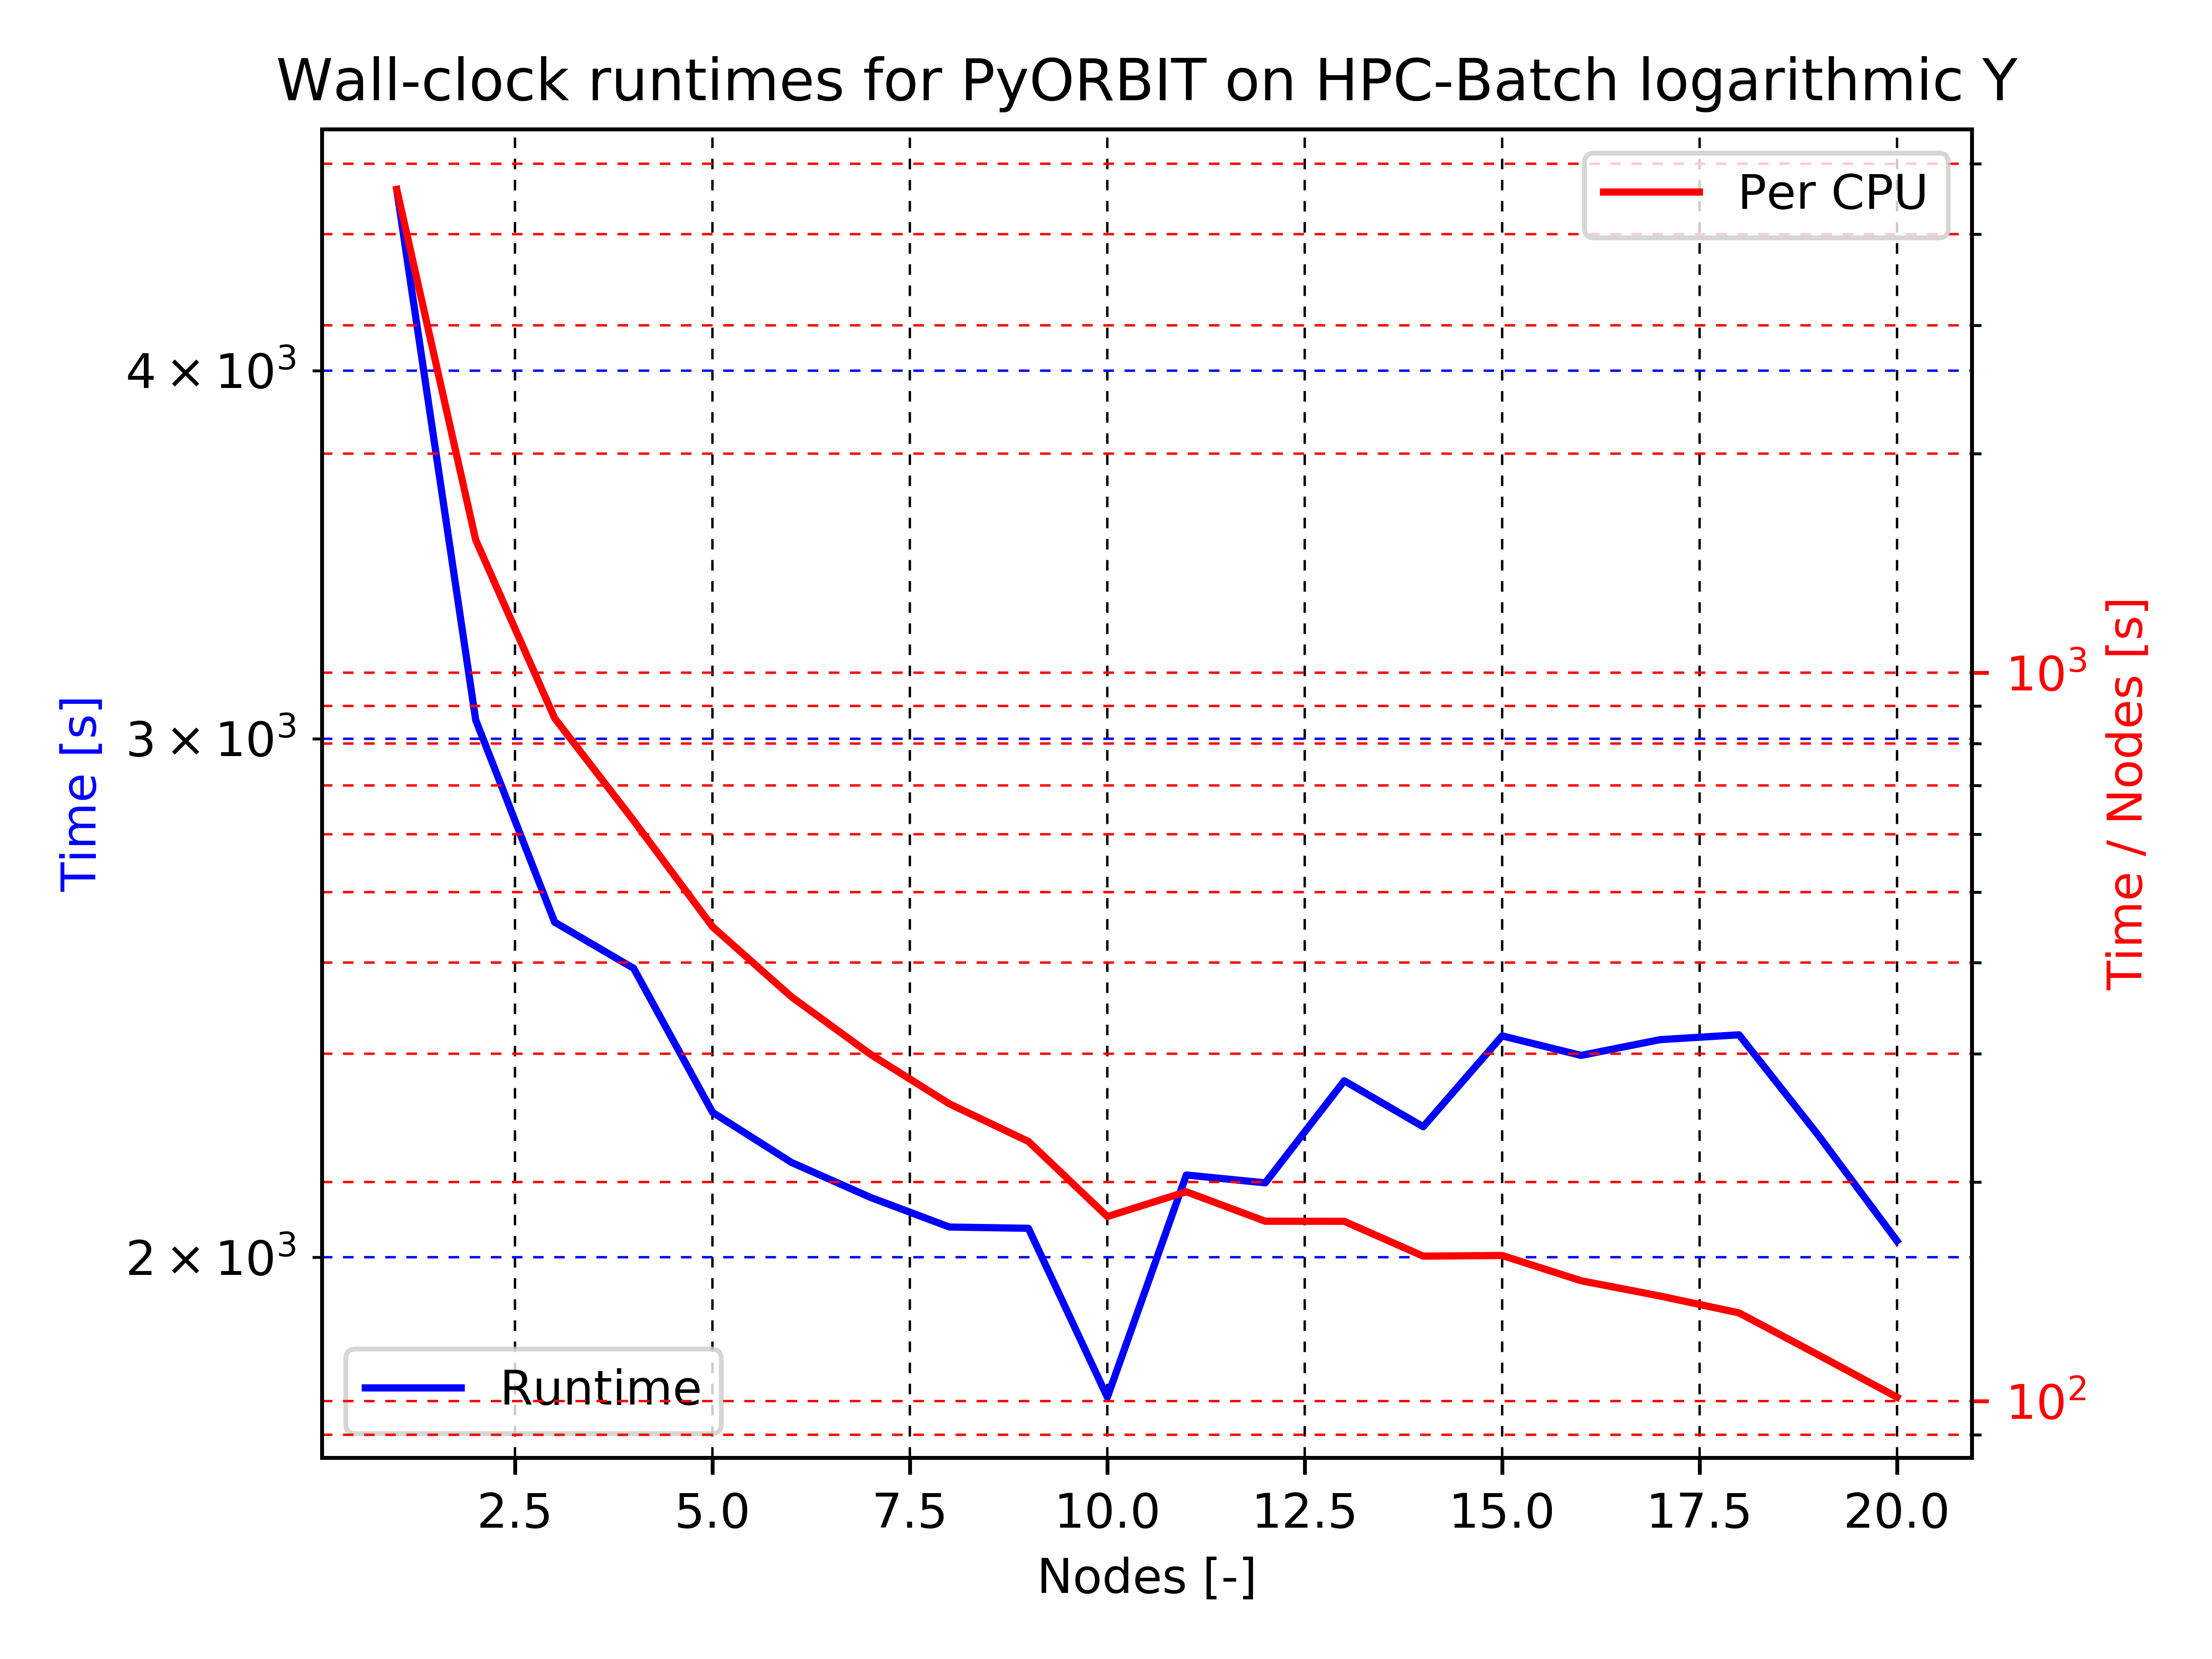 Wall-clock runtimes for PyORBIT on HPC-Batch logarithmic Y
Per CPU
4 × 10³
3 × 10³
2 × 10³
Time [s]
10³
10²
Time / Nodes [s]
Runtime
2.5 5.0 7.5 10.0 12.5 15.0 17.5 20.0
Nodes [-]